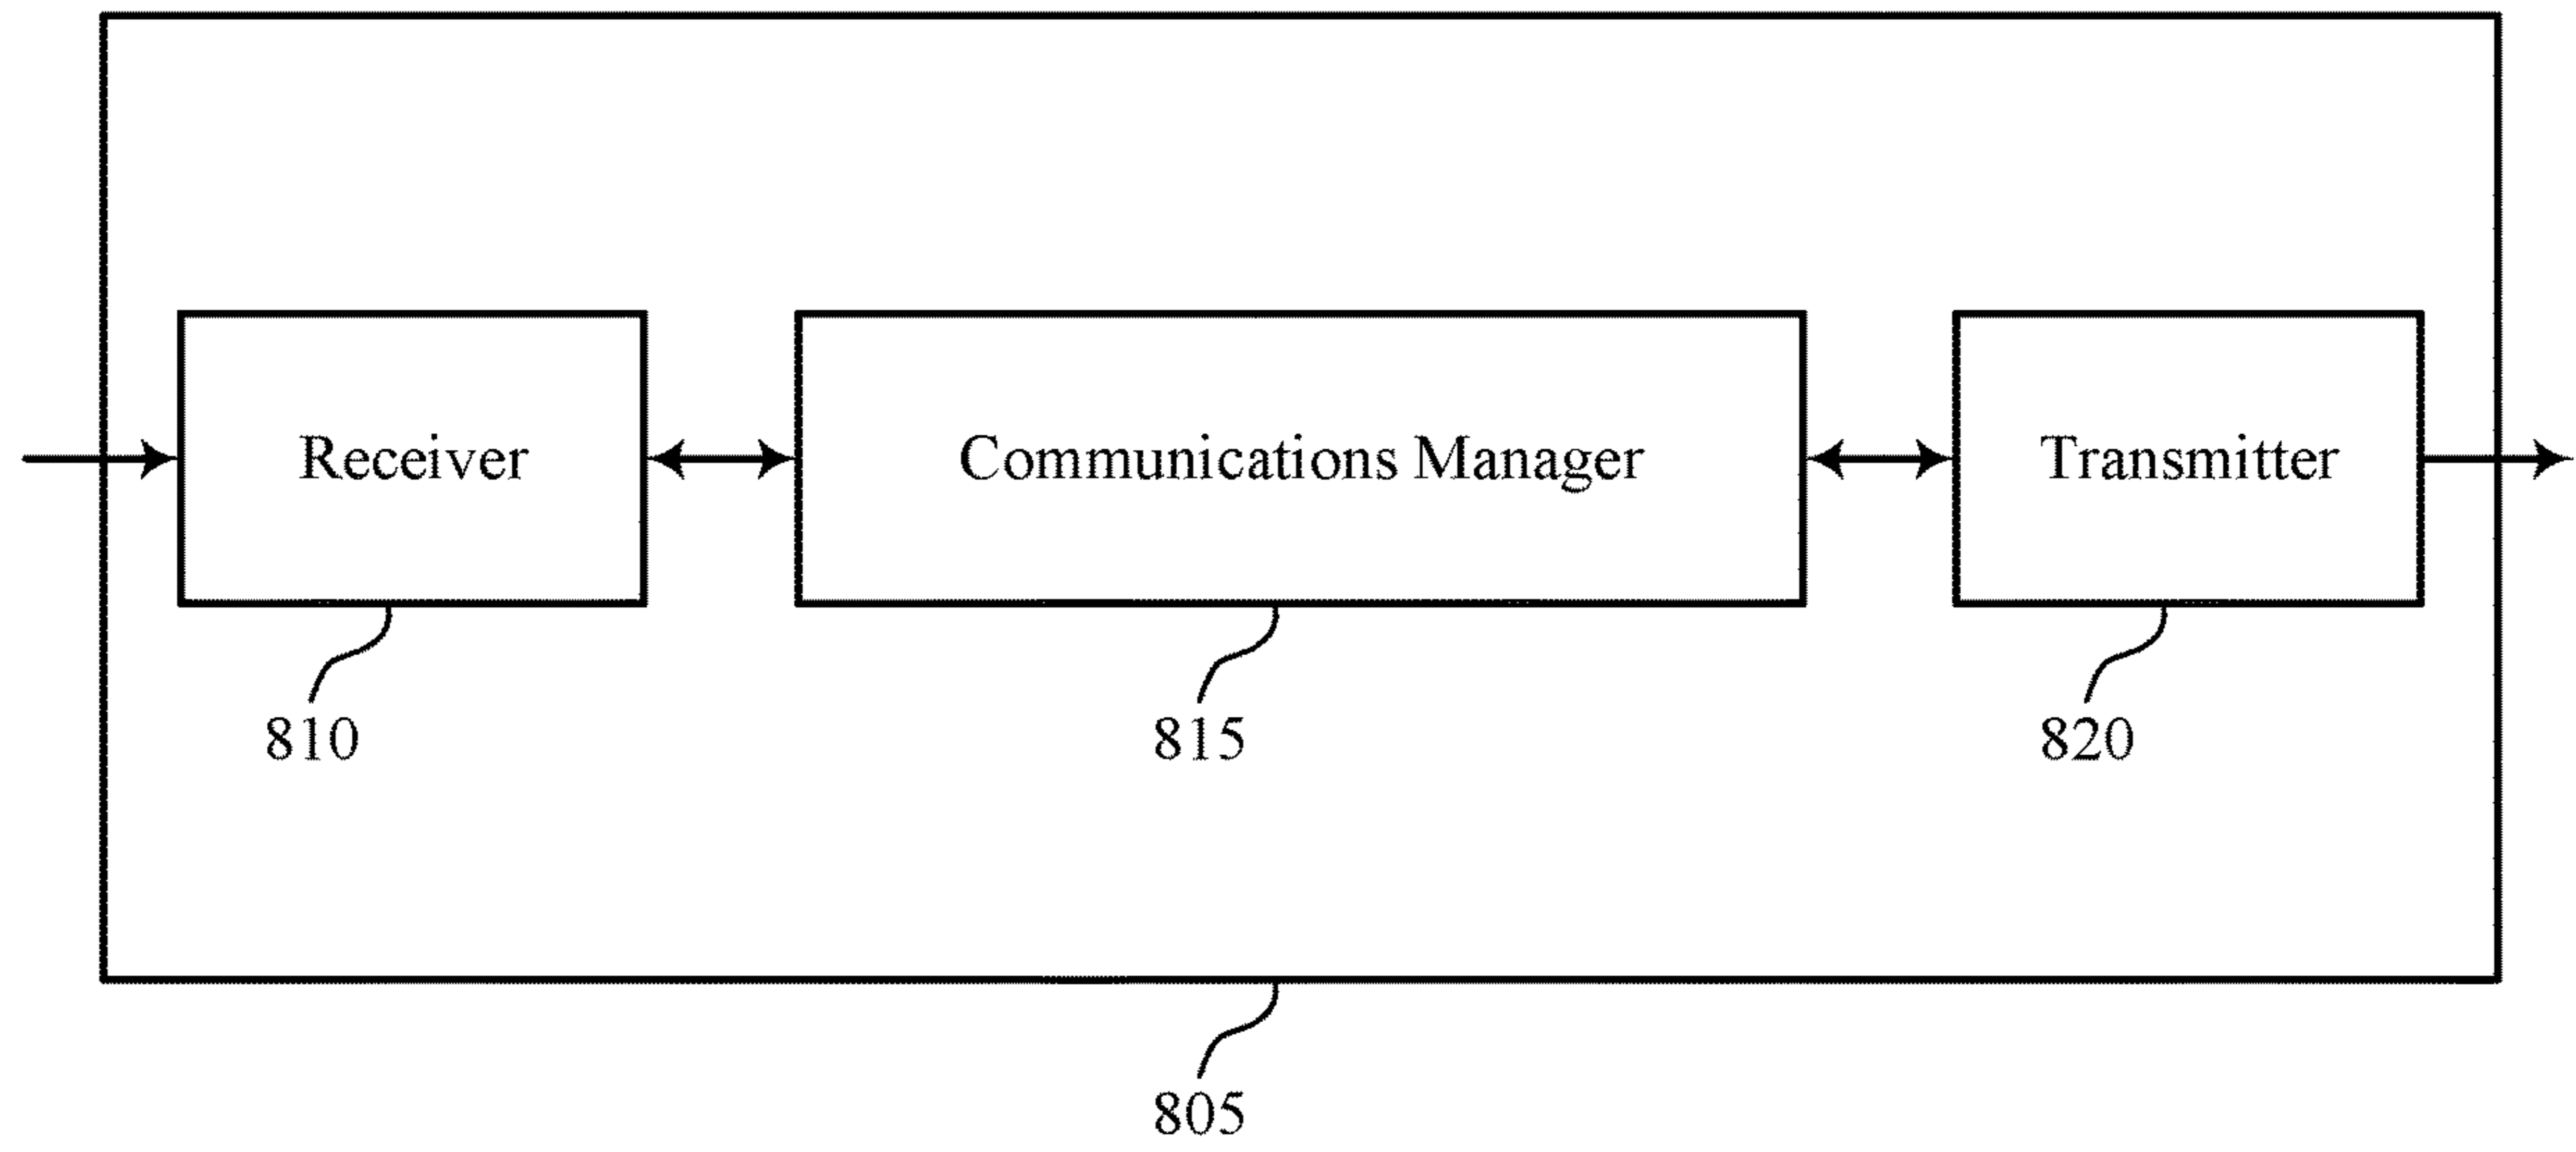 Receiver
Communications Manager
Transmitter
810
815
820
805